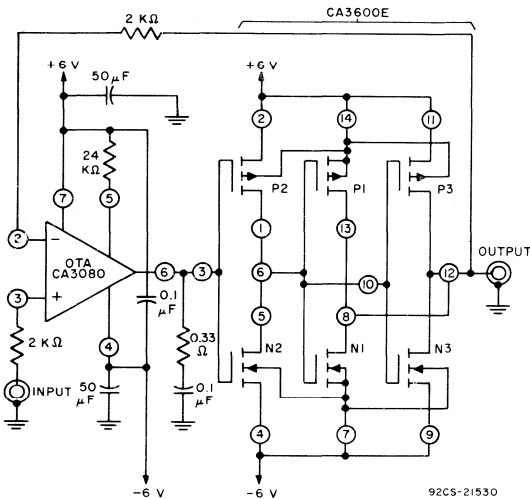 2 KΩ
CA3600E
+6 V
50 μF
+6 V
2
14
11
24 KΩ
P2
P1
P3
7
5
1
13
2
−
OTA
CA3080
6
3
6
10
12
OUTPUT
3
+
0.1 μF
5
8
4
0.33 Ω
2 KΩ
N2
N1
N3
INPUT
50 μF
0.1 μF
4
7
9
-6 V
-6 V
92CS-21530